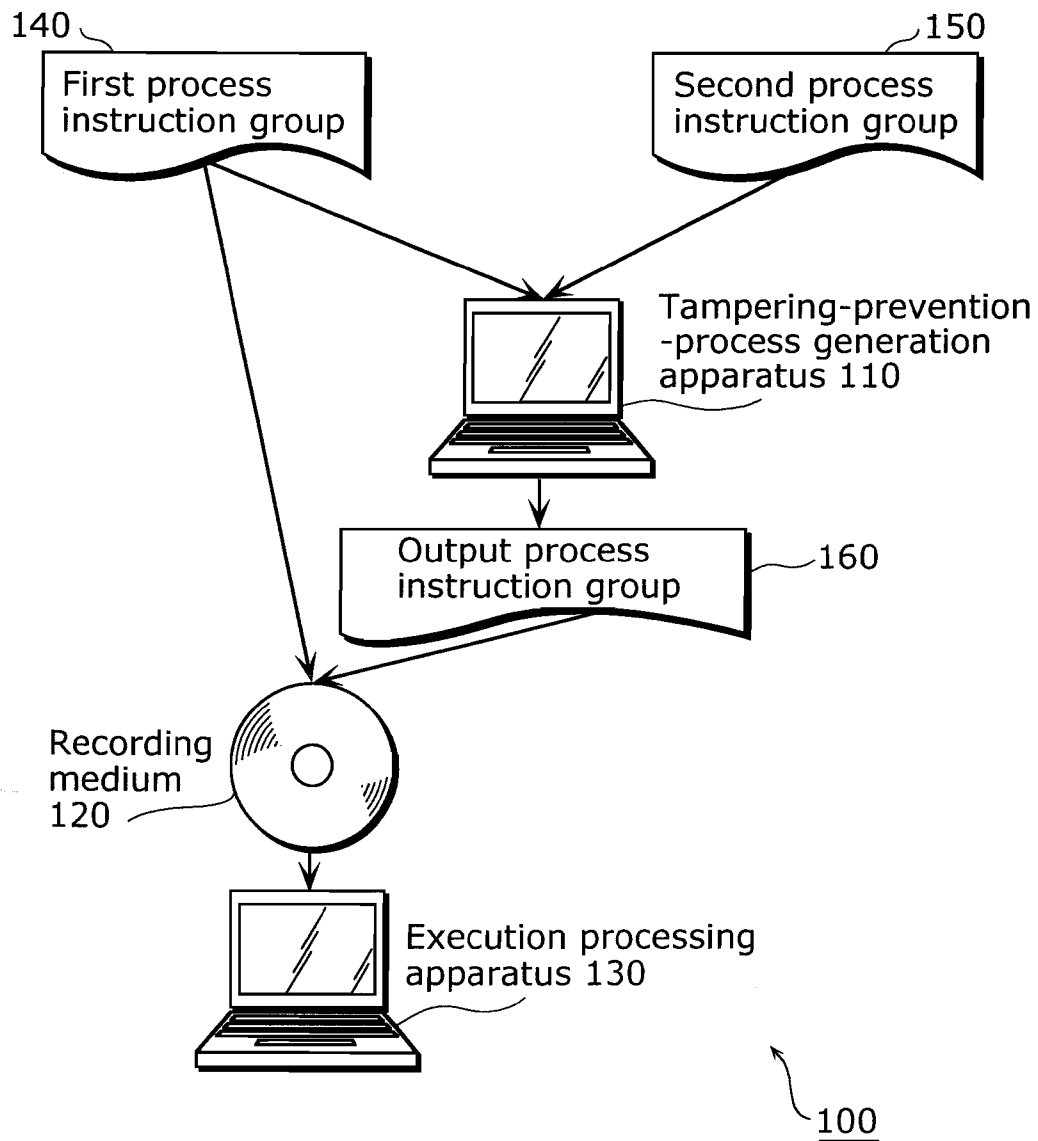 140
First process
instruction group
150
Second process
instruction group
Tampering-prevention
-process generation
apparatus 110
Output process
instruction group
160
Recording
medium
120
Execution processing
apparatus 130
100